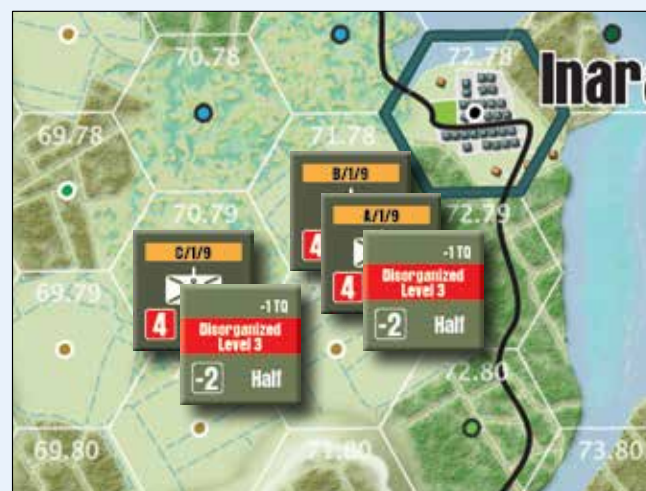 70.78
72.78
Inar
69.78
71.78
B/1/9
4
70.79
A/1/9
72.79
4
-1 TQ
Disorganized
Level 3
-2 Half
C/1/9
4
69.79
-1 TQ
Disorganized
Level 3
-2 Half
72.80
69.80
71.80
73.80